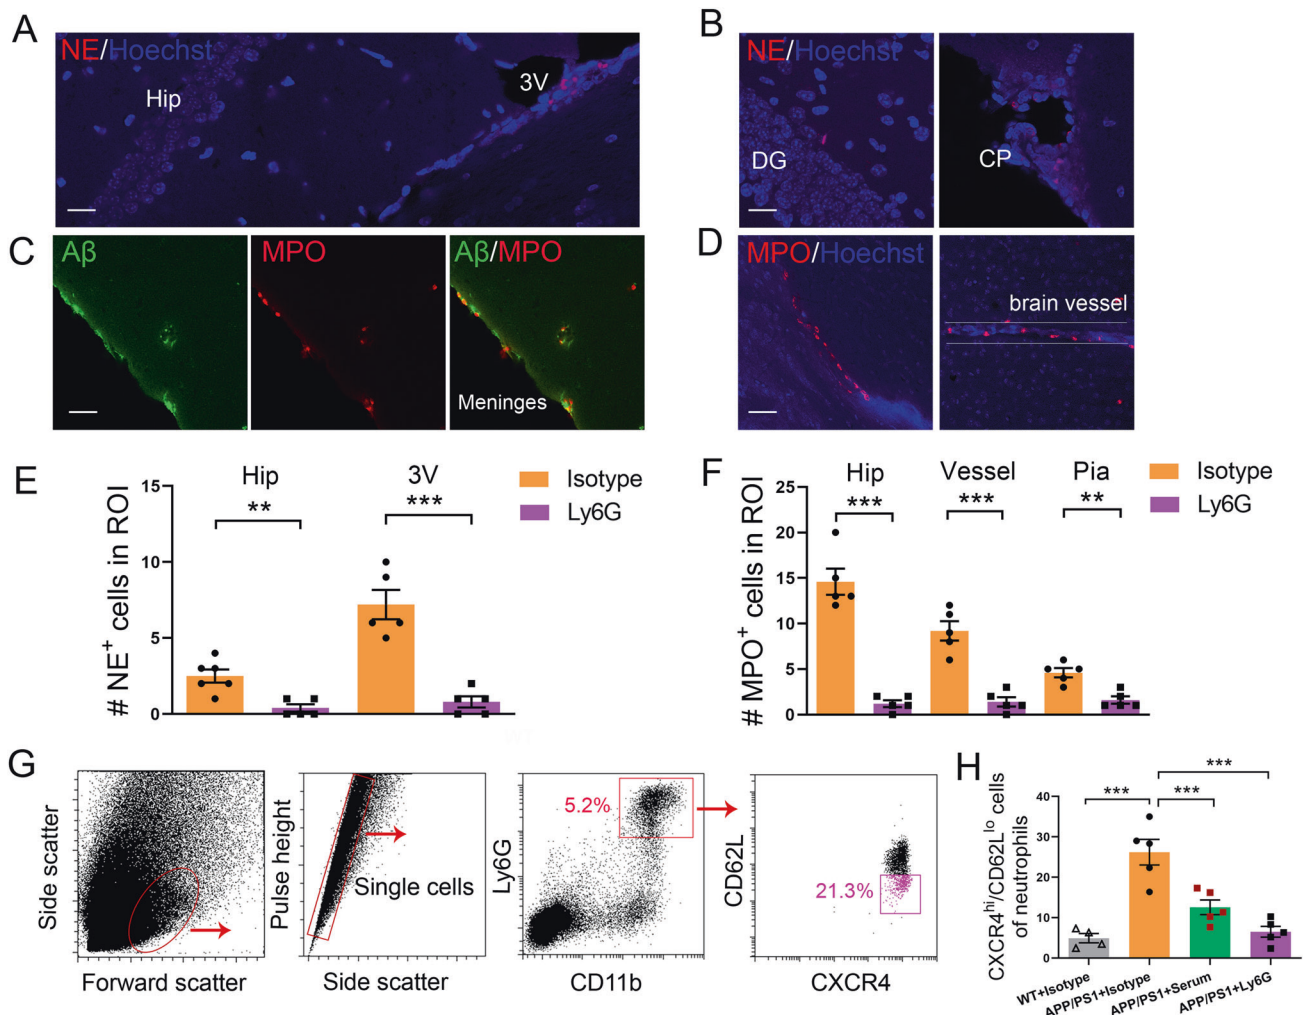 A
NE/Hoechst
Hip
3V
B
NE/Hoechst
DG
CP
C
Aβ
MPO
Aβ/MPO
Meninges
D
MPO/Hoechst
brain vessel
E
Hip
3V
Isotype
Ly6G
**
***
# NE+ cells in ROI
15
10
5
0
F
Hip
Vessel
Pia
Isotype
Ly6G
***
***
**
# MPO+ cells in ROI
25
20
15
10
5
0
G
Side scatter
Forward scatter
Pulse height
Single cells
Side scatter
Ly6G
5.2%
CD11b
CD62L
21.3%
CXCR4
H
CXCR4hi/CD62Llo cells
of neutrophils
***
***
***
40
30
20
10
0
WT+Isotype
APP/PS1+Isotype
APP/PS1+Serum
APP/PS1+Ly6G